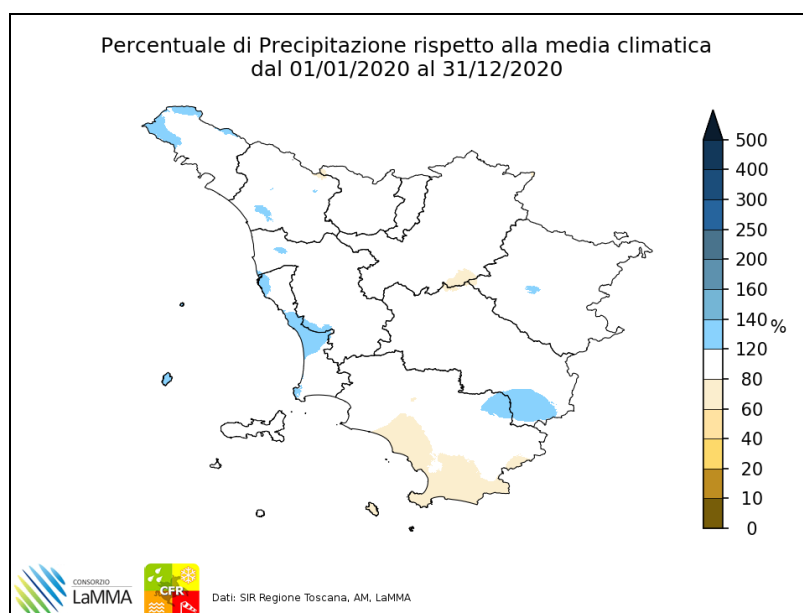 Percentuale di Precipitazione rispetto alla media climatica
dal 01/01/2020 al 31/12/2020
500
400
300
200
160
140
120
80
60
40
20
10
0
%
CONSORZIO
LaMMA
CFR
Dati: SIR Regione Toscana, AM, LaMMA